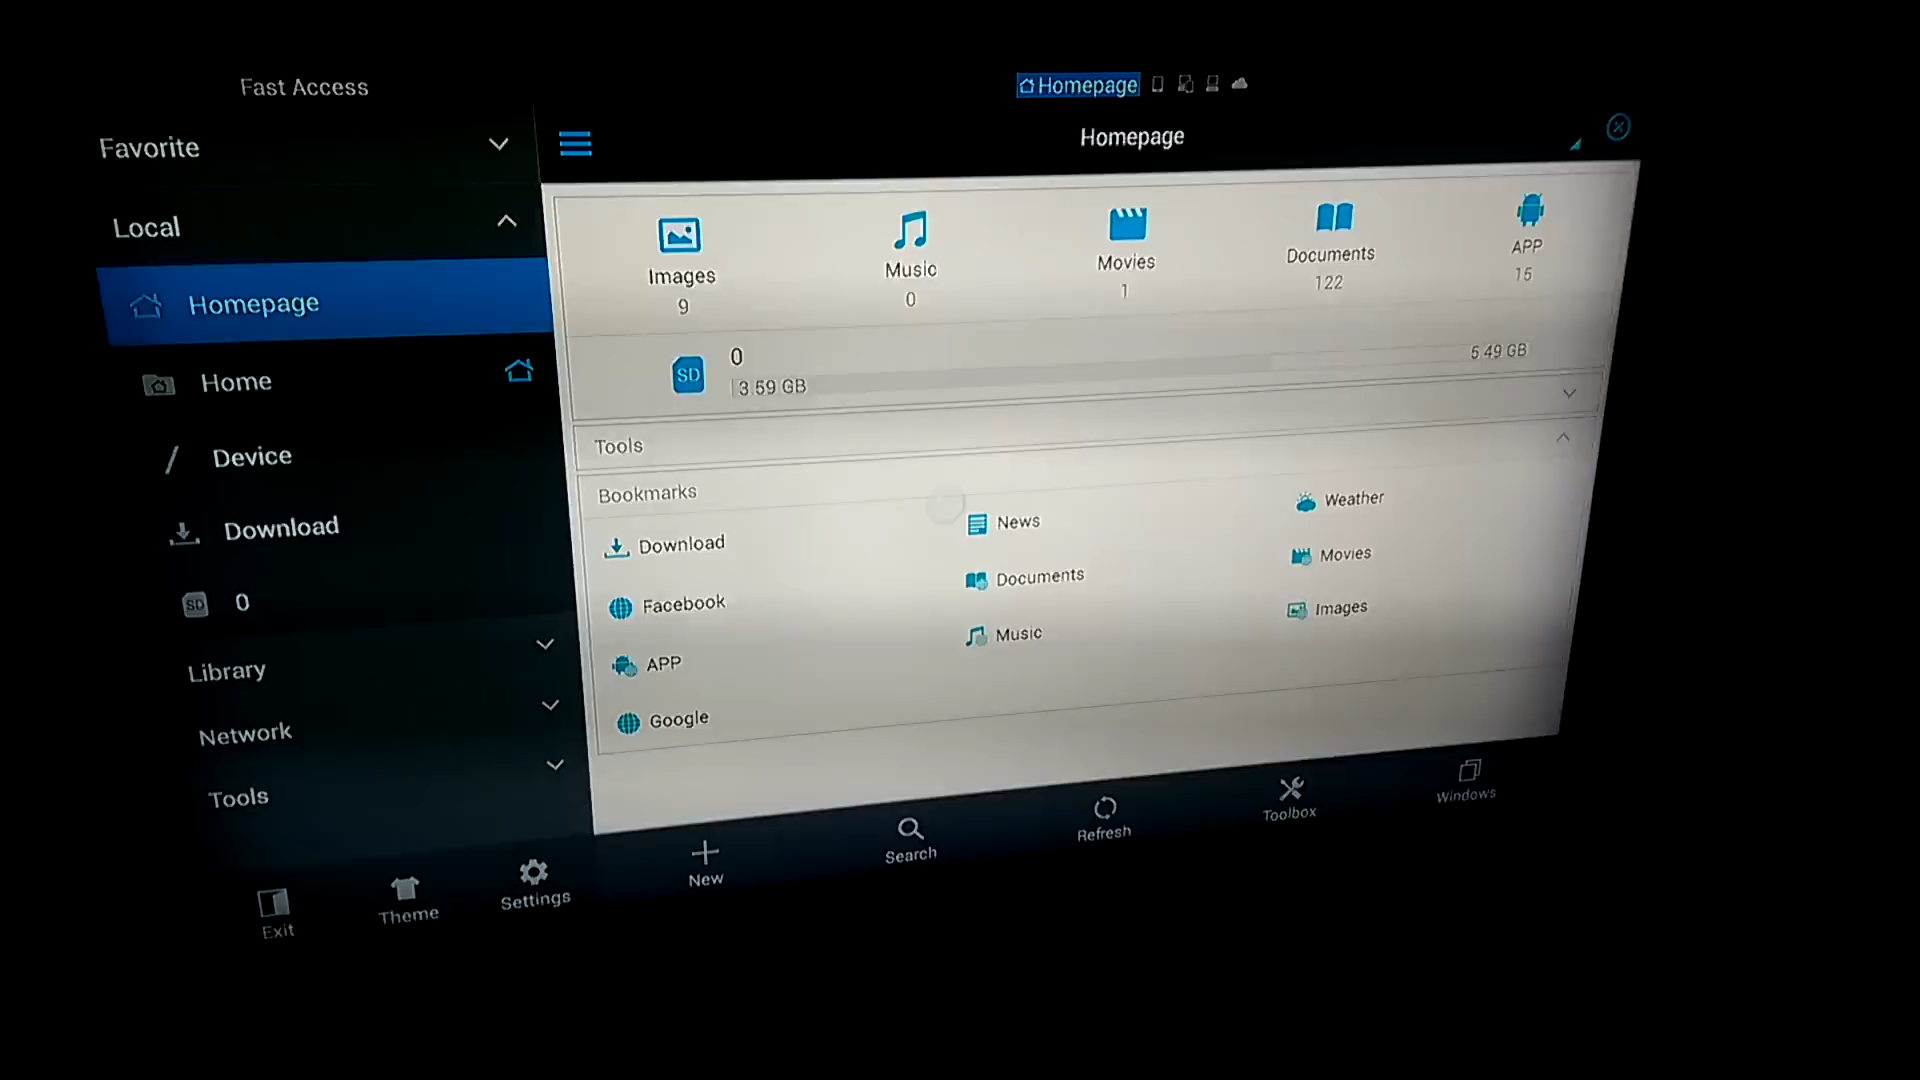 Fast Access
Favorite
Local
Homepage
Home
Device
Download
SD 0
Library
Network
Tools
Exit
Theme
Settings
Homepage
Homepage
Images
9
Music
0
Movies
1
Documents
122
APP
15
SD
0
3.59 GB
5.49 GB
Tools
Bookmarks
Download
News
Weather
Facebook
Documents
Movies
APP
Music
Images
Google
New
Search
Refresh
Toolbox
Windows